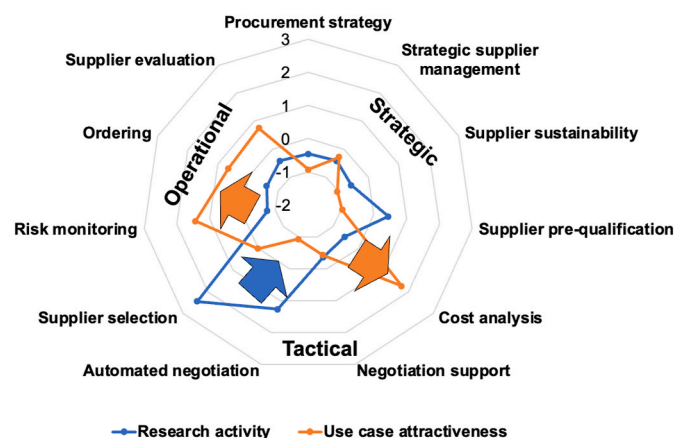 Procurement strategy
3
Strategic supplier
management
Supplier evaluation
2
1
Ordering
Operational
Strategic
Supplier sustainability
0
-1
-2
Risk monitoring
Supplier pre-qualification
Supplier selection
Cost analysis
Tactical
Automated negotiation
Negotiation support
Research activity
Use case attractiveness